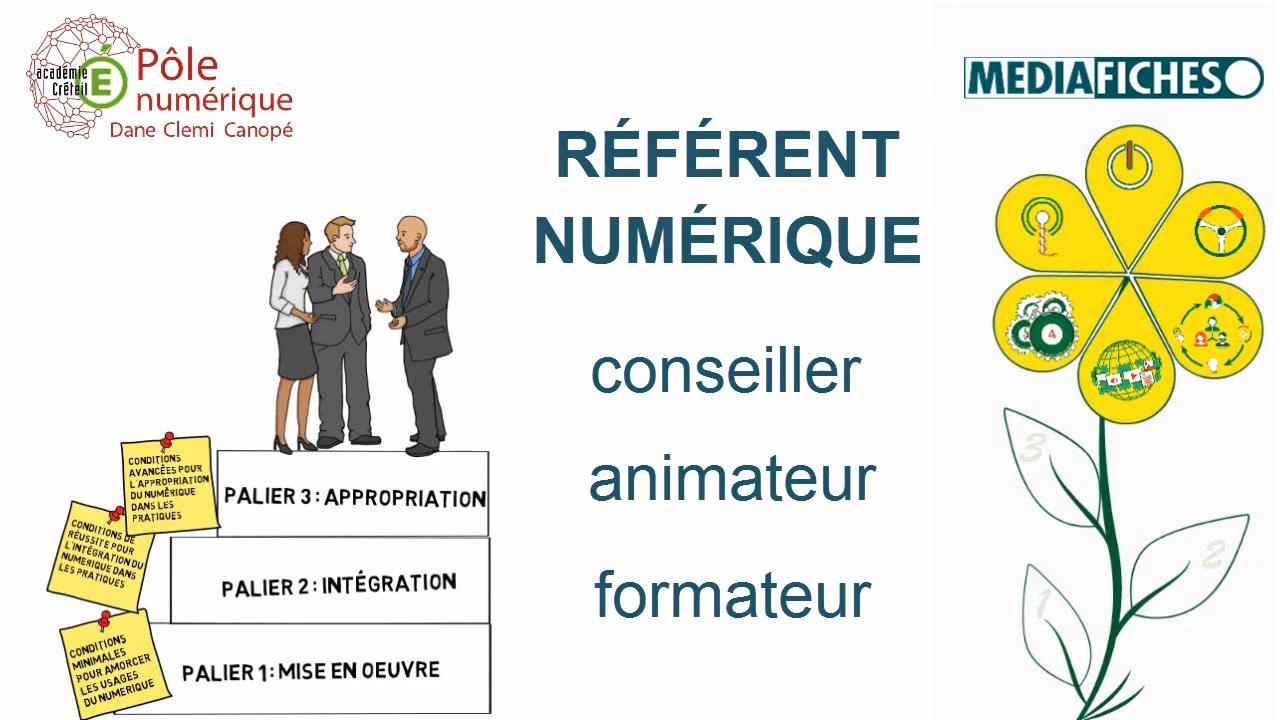 académie
Créteil
É
Pôle
numérique
Dane Clemi Canopé
MEDIAFICHES
RÉFÉRENT
NUMÉRIQUE
conseiller
animateur
formateur
CONDITIONS
AVANCÉES POUR
L'APPROPRIATION
DU NUMÉRIQUE
DANS LES
PRATIQUES
PALIER 3 : APPROPRIATION
CONDITIONS DE
RÉUSSITE POUR
L'INTÉGRATION DU
NUMERIQUE DANS
LES PRATIQUES
PALIER 2 : INTÉGRATION
CONDITIONS
MINIMALES
POUR AMORCER
LES USAGES
DU NUMERIQUE
PALIER 1 : MISE EN OEUVRE
3
2
1